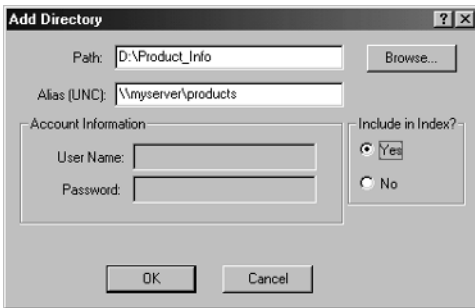 Add Directory
Path: D:\Product_Info Browse...
Alias (UNC): \\myserver\products
Account Information Include in Index?
User Name: Yes
Password: No
OK Cancel